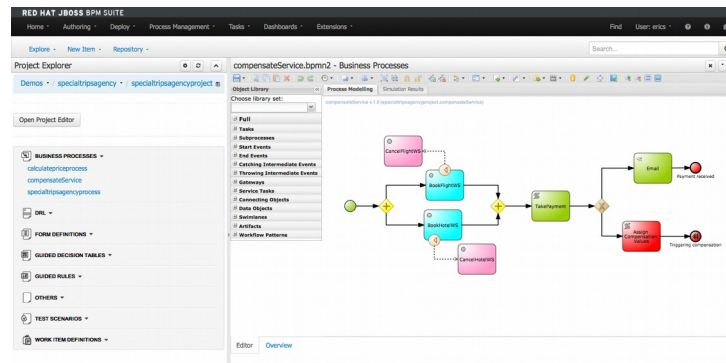 RED HAT JBOSS BPM SUITE
Home Authoring Deploy Process Management Tasks Dashboards Extensions Find User: erics
Explore New Item Repository Search...
Project Explorer
Demos / specialtripsagency / specialtripsagencyproject
Open Project Editor
BUSINESS PROCESSES
calculatepriceprocess
compensateService
specialtripsagencyprocess
DRL
FORM DEFINITIONS
GUIDED DECISION TABLES
GUIDED RULES
OTHERS
TEST SCENARIOS
WORK ITEM DEFINITIONS
compensateService.bpmn2 - Business Processes
Object Library
Choose library set:
Full
Tasks
Subprocesses
Start Events
End Events
Catching Intermediate Events
Throwing Intermediate Events
Gateways
Service Tasks
Connecting Objects
Data Objects
Swimlanes
Artifacts
Workflow Patterns
Process Modelling Simulation Results
compensateService v.1.0 (specialtripsagencyproject.compensateService)
CancelFlightWS
BookFlightWS
BookHotelWS
CancelHotelWS
TakePayment
Email
Payment received
Assign
Compensation
Values
Triggering compensation
Editor Overview